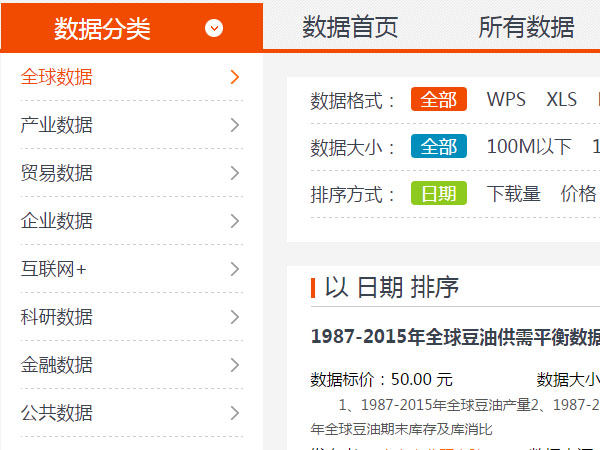 数据分类
数据首页 所有数据
全球数据
产业数据
贸易数据
企业数据
互联网+
科研数据
金融数据
公共数据
数据格式： 全部 WPS XLS
数据大小： 全部 100M以下 1
排序方式： 日期 下载量 价格
以 日期 排序
1987-2015年全球豆油供需平衡数据
数据标价：50.00 元 数据大小
1、1987-2015年全球豆油产量2、1987-2
年全球豆油期末库存及库消比